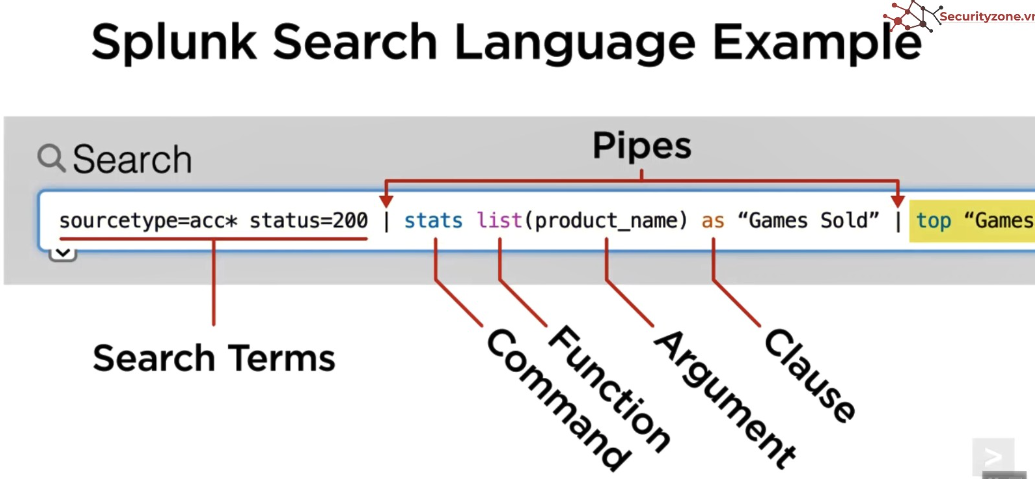 Securityzone.vn
Splunk Search Language Example
Pipes
Search
sourcetype=acc* status=200 | stats list(product_name) as “Games Sold” | top “Games
Search Terms
Command
Function
Argument
Clause
>